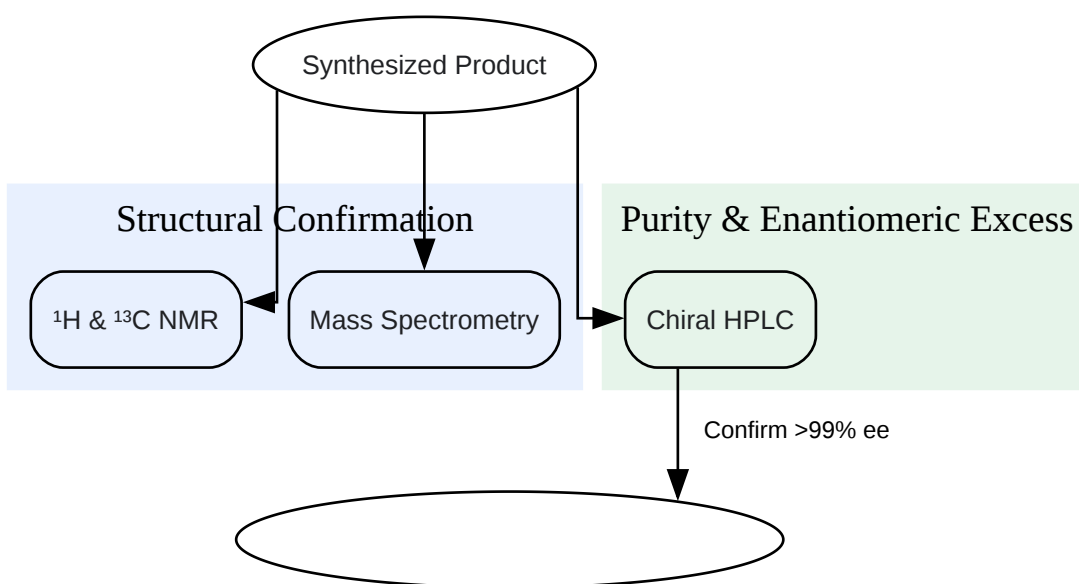 Synthesized Product
Structural Confirmation
Purity & Enantiomeric Excess
¹H & ¹³C NMR
Mass Spectrometry
Chiral HPLC
Confirm >99% ee